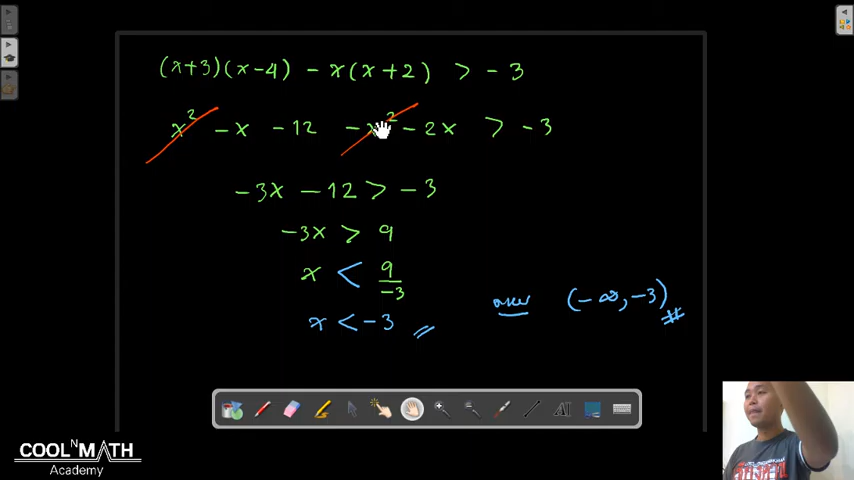 (x+3)(x-4) - x(x+2) > -3
x² - x - 12 - x² - 2x > -3
-3x - 12 > -3
-3x > 9
x < 9/-3
x < -3
(-∞, -3)
COOL N MATH
Academy